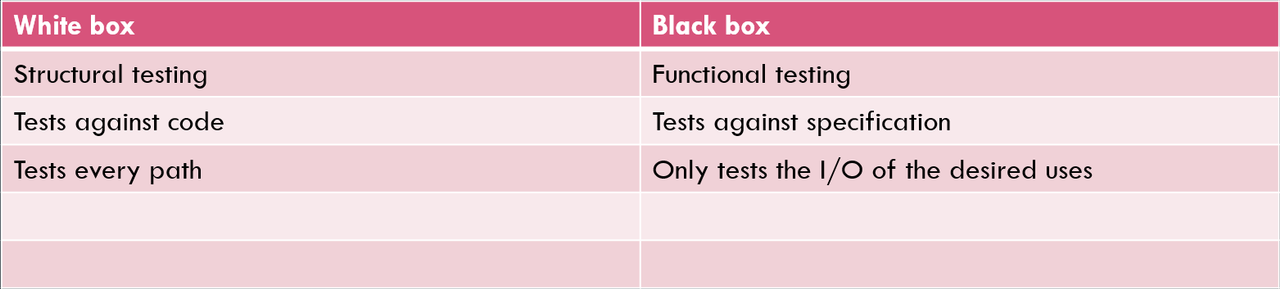 White box
Black box
Structural testing
Functional testing
Tests against code
Tests against specification
Tests every path
Only tests the I/O of the desired uses